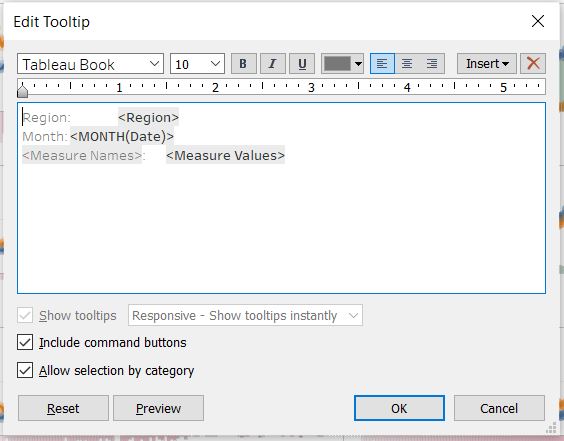 Edit Tooltip
Tableau Book 10 B I U Insert
1 2 3 4 5
Region: <Region>
Month: <MONTH(Date)>
<Measure Names>: <Measure Values>
Show tooltips Responsive - Show tooltips instantly
Include command buttons
Allow selection by category
Reset Preview OK Cancel